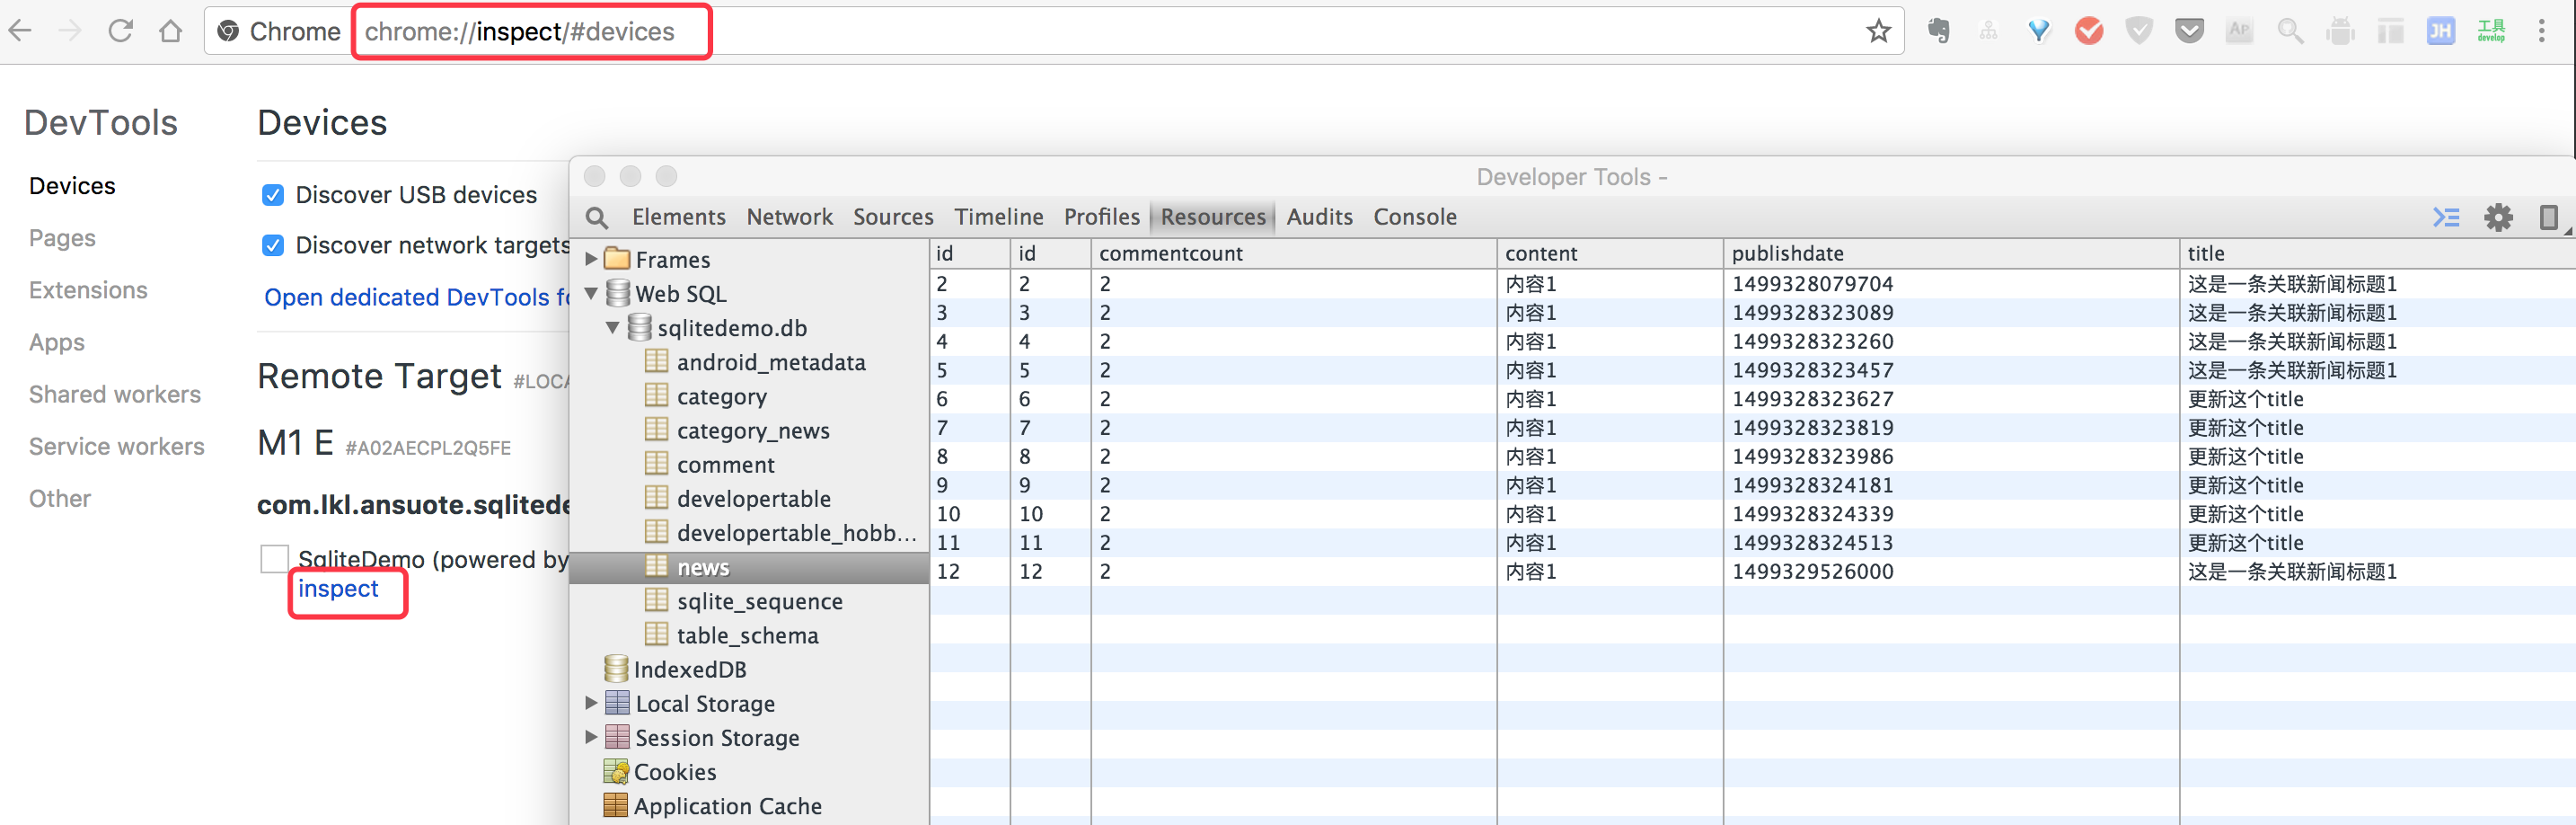 Chrome chrome://inspect/#devices
AP
JH
工具
develop
DevTools
Devices
Pages
Extensions
Apps
Shared workers
Service workers
Other
Devices
Discover USB devices
Discover network targets
Open dedicated DevTools fo
Remote Target #LOCA
M1 E #A02AECPL2Q5FE
com.lkl.ansuote.sqlitede
SqliteDemo (powered by
inspect
Developer Tools -
Elements Network Sources Timeline Profiles Resources Audits Console
Frames
Web SQL
sqlitedemo.db
android_metadata
category
category_news
comment
developertable
developertable_hobb...
news
sqlite_sequence
table_schema
IndexedDB
Local Storage
Session Storage
Cookies
Application Cache
id id commentcount content publishdate title
2 2 2 内容1 1499328079704 这是一条关联新闻标题1
3 3 2 内容1 1499328323089 这是一条关联新闻标题1
4 4 2 内容1 1499328323260 这是一条关联新闻标题1
5 5 2 内容1 1499328323457 这是一条关联新闻标题1
6 6 2 内容1 1499328323627 更新这个title
7 7 2 内容1 1499328323819 更新这个title
8 8 2 内容1 1499328323986 更新这个title
9 9 2 内容1 1499328324181 更新这个title
10 10 2 内容1 1499328324339 更新这个title
11 11 2 内容1 1499328324513 更新这个title
12 12 2 内容1 1499329526000 这是一条关联新闻标题1